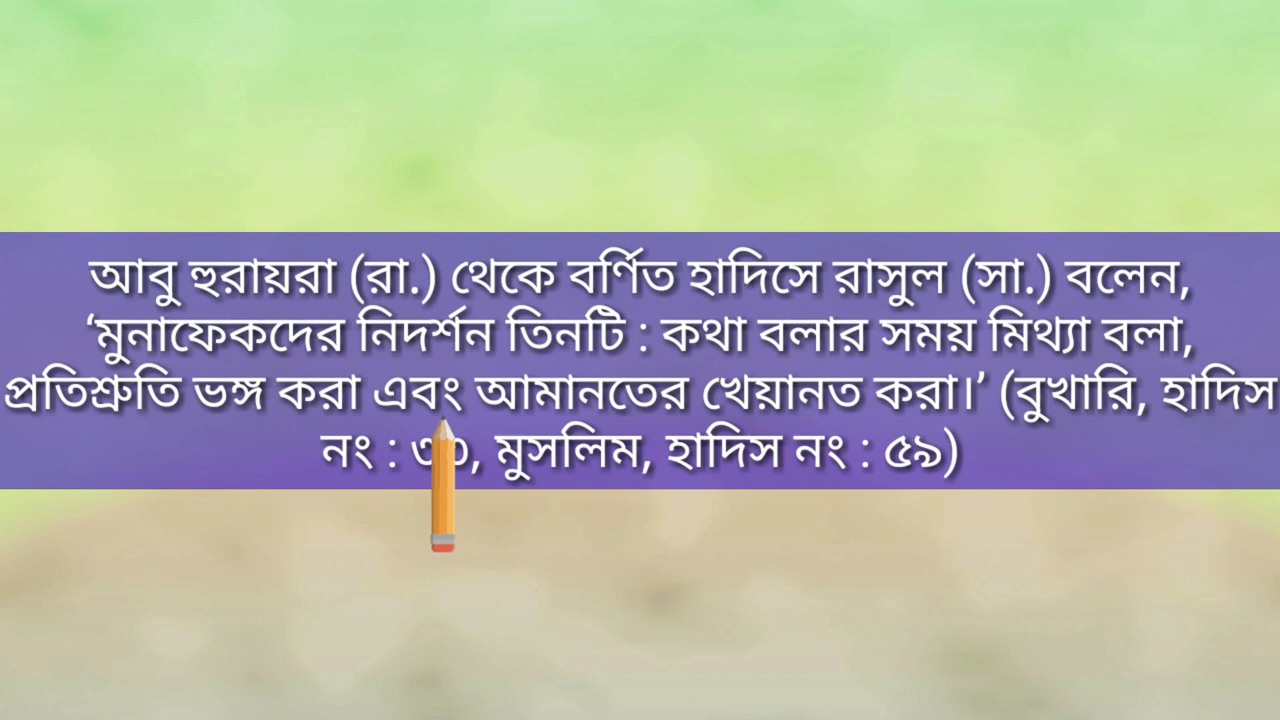 আবু হুরায়রা (রা.) থেকে বর্ণিত হাদিসে রাসুল (সা.) বলেন,
‘মুনাফেকদের নিদর্শন তিনটি : কথা বলার সময় মিথ্যা বলা,
প্রতিশ্রুতি ভঙ্গ করা এবং আমানতের খেয়ানত করা।’ (বুখারি, হাদিস
নং : মুসলিম, হাদিস নং : ৫৯)